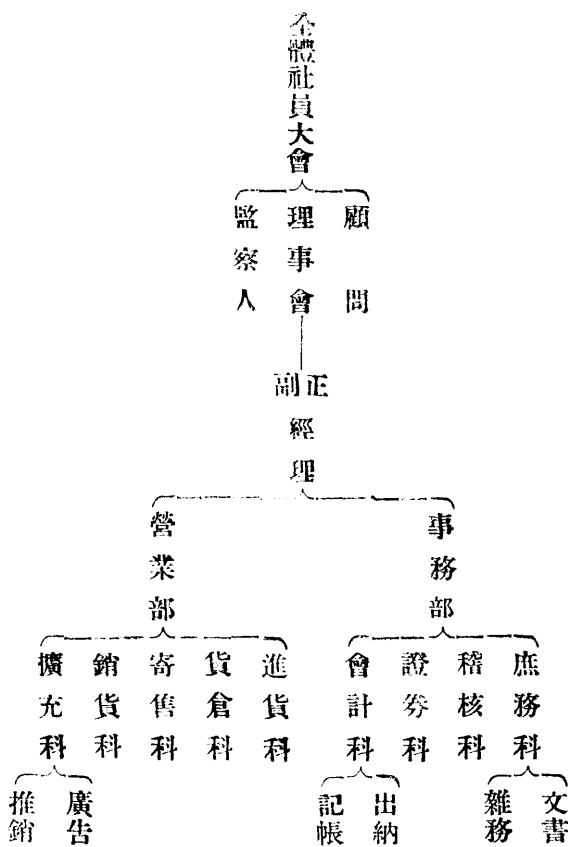 全體社員大會
顧問
理事會
監察人
正副經理
事務部
營業部
庶務科
稽核科
證券科
會計科
進貨科
貨倉科
寄售科
銷貨科
擴充科
文書
雜務
出納
記帳
廣告
推銷